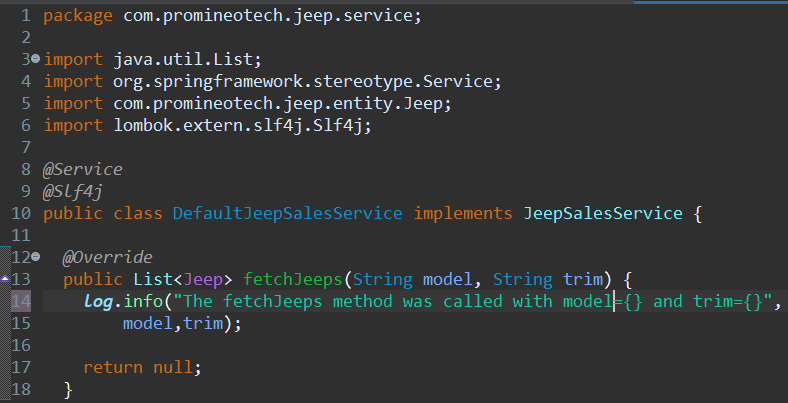 1 package com.promineotech.jeep.service;
2
3 import java.util.List;
4 import org.springframework.stereotype.Service;
5 import com.promineotech.jeep.entity.Jeep;
6 import lombok.extern.slf4j.Slf4j;
7
8 @Service
9 @Slf4j
10 public class DefaultJeepSalesService implements JeepSalesService {
11
12   @Override
13   public List<Jeep> fetchJeeps(String model, String trim) {
14     log.info("The fetchJeeps method was called with model={} and trim={}",
15         model,trim);
16
17     return null;
18   }